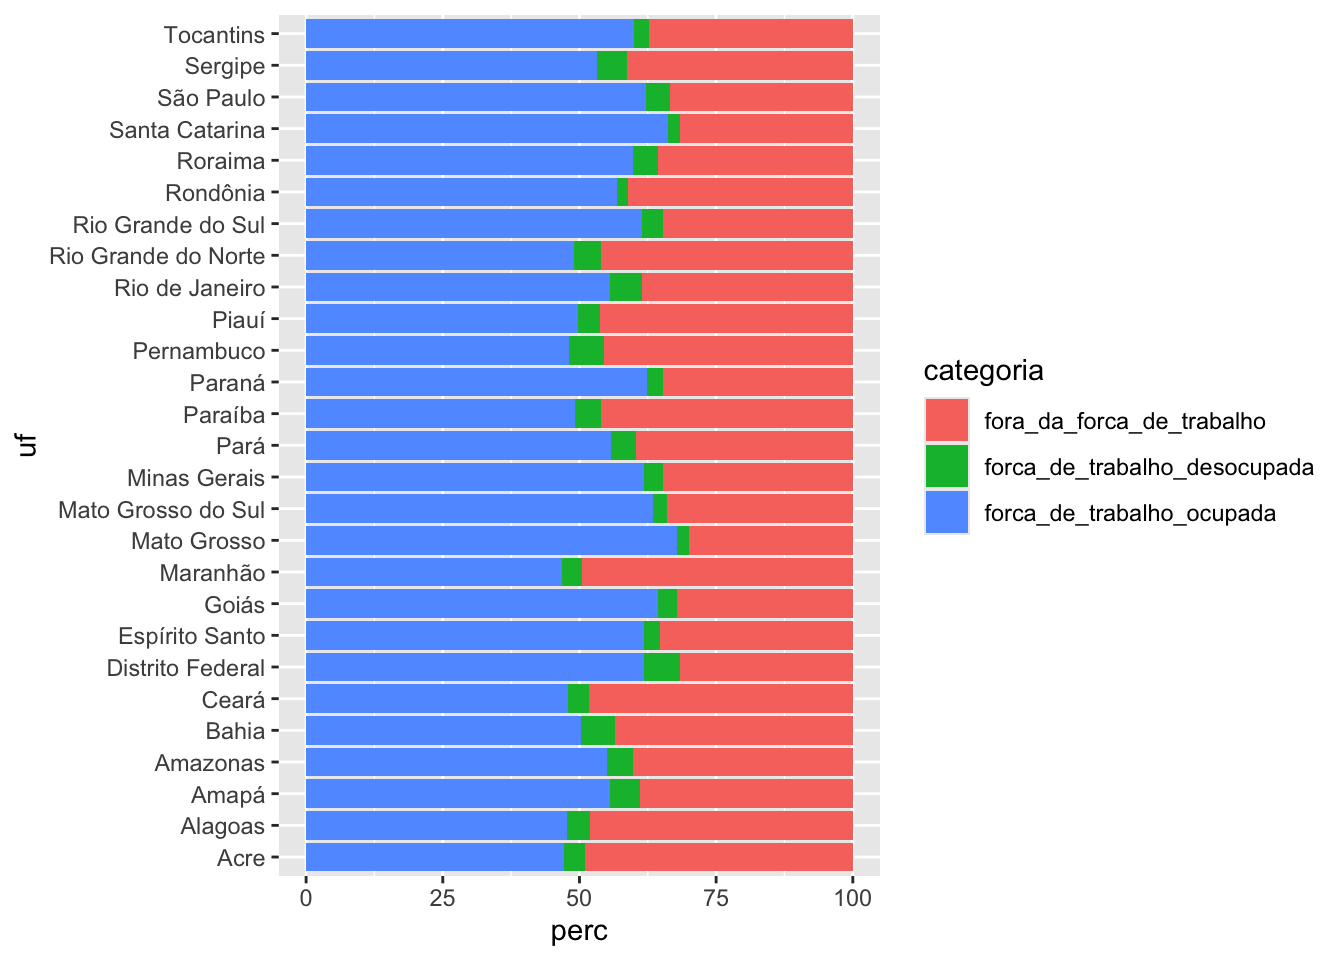 Tocantins
Sergipe
São Paulo
Santa Catarina
Roraima
Rondônia
Rio Grande do Sul
Rio Grande do Norte
Rio de Janeiro
Piauí
Pernambuco
Paraná
Paraíba
Pará
Minas Gerais
Mato Grosso do Sul
Mato Grosso
Maranhão
Goiás
Espírito Santo
Distrito Federal
Ceará
Bahia
Amazonas
Amapá
Alagoas
Acre
uf
0 25 50 75 100
perc
categoria
fora_da_forca_de_trabalho
forca_de_trabalho_desocupada
forca_de_trabalho_ocupada